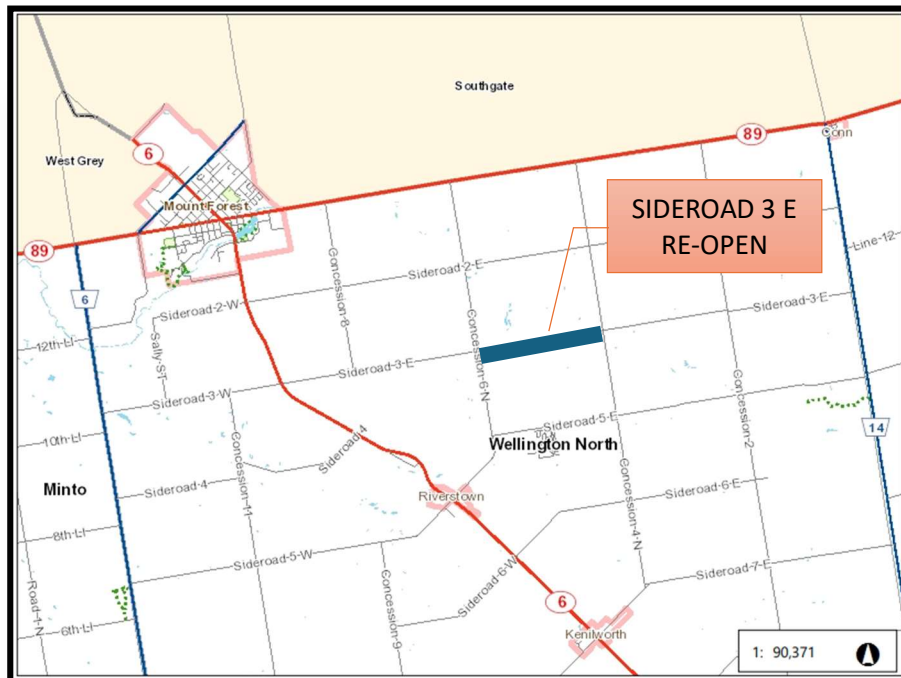 Southgate
89
Conn
West Grey
6
Mount Forest
SIDEROAD 3 E
RE-OPEN
89
6
Line-12
Sideroad-2-E
Concession-8
Sideroad-2-W
Sideroad-3-E
12th-LI
Sally-ST
Concession-6-N
Sideroad-3-E
Sideroad-3-W
Concession-2
10th-LI
Sideroad-5-E
14
Concession-11
Sideroad-4
Wellington North
Minto
Sideroad-4
Riverstown
Sideroad-6-E
Concession-4-N
8th-LI
Sideroad-5-W
Sideroad-7-E
Road-1-N
Concession-9
Sideroad-6-W
6
6th-LI
Kenilworth
1: 90,371